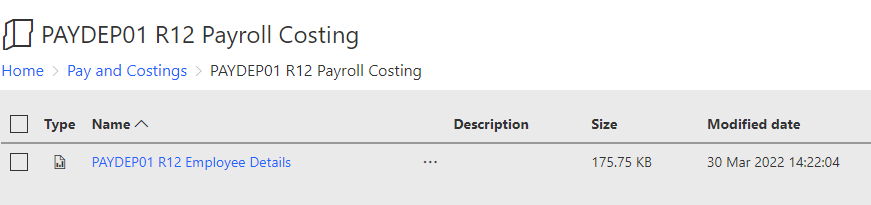 PAYDEP01 R12 Payroll Costing
Home > Pay and Costings > PAYDEP01 R12 Payroll Costing
Type Name Description Size Modified date
PAYDEP01 R12 Employee Details ... 175.75 KB 30 Mar 2022 14:22:04